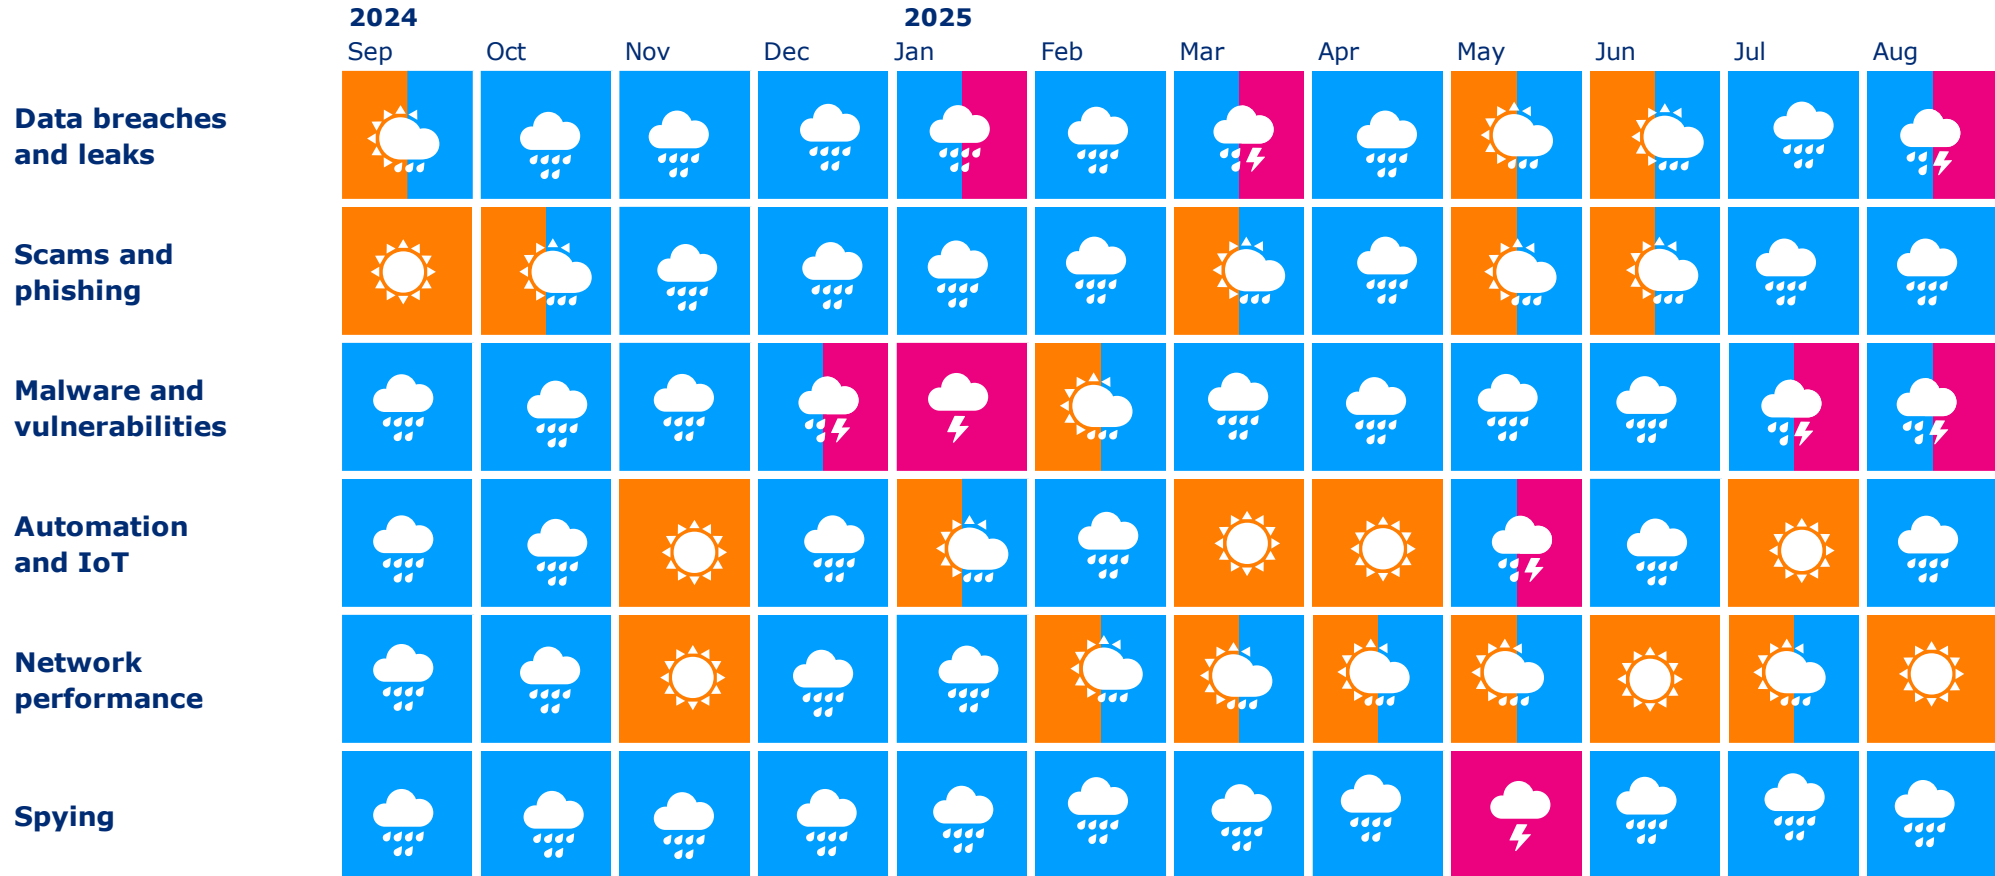 2024 2025
Sep Oct Nov Dec Jan Feb Mar Apr May Jun Jul Aug
Data breaches
and leaks
Scams and
phishing
Malware and
vulnerabilities
Automation
and IoT
Network
performance
Spying